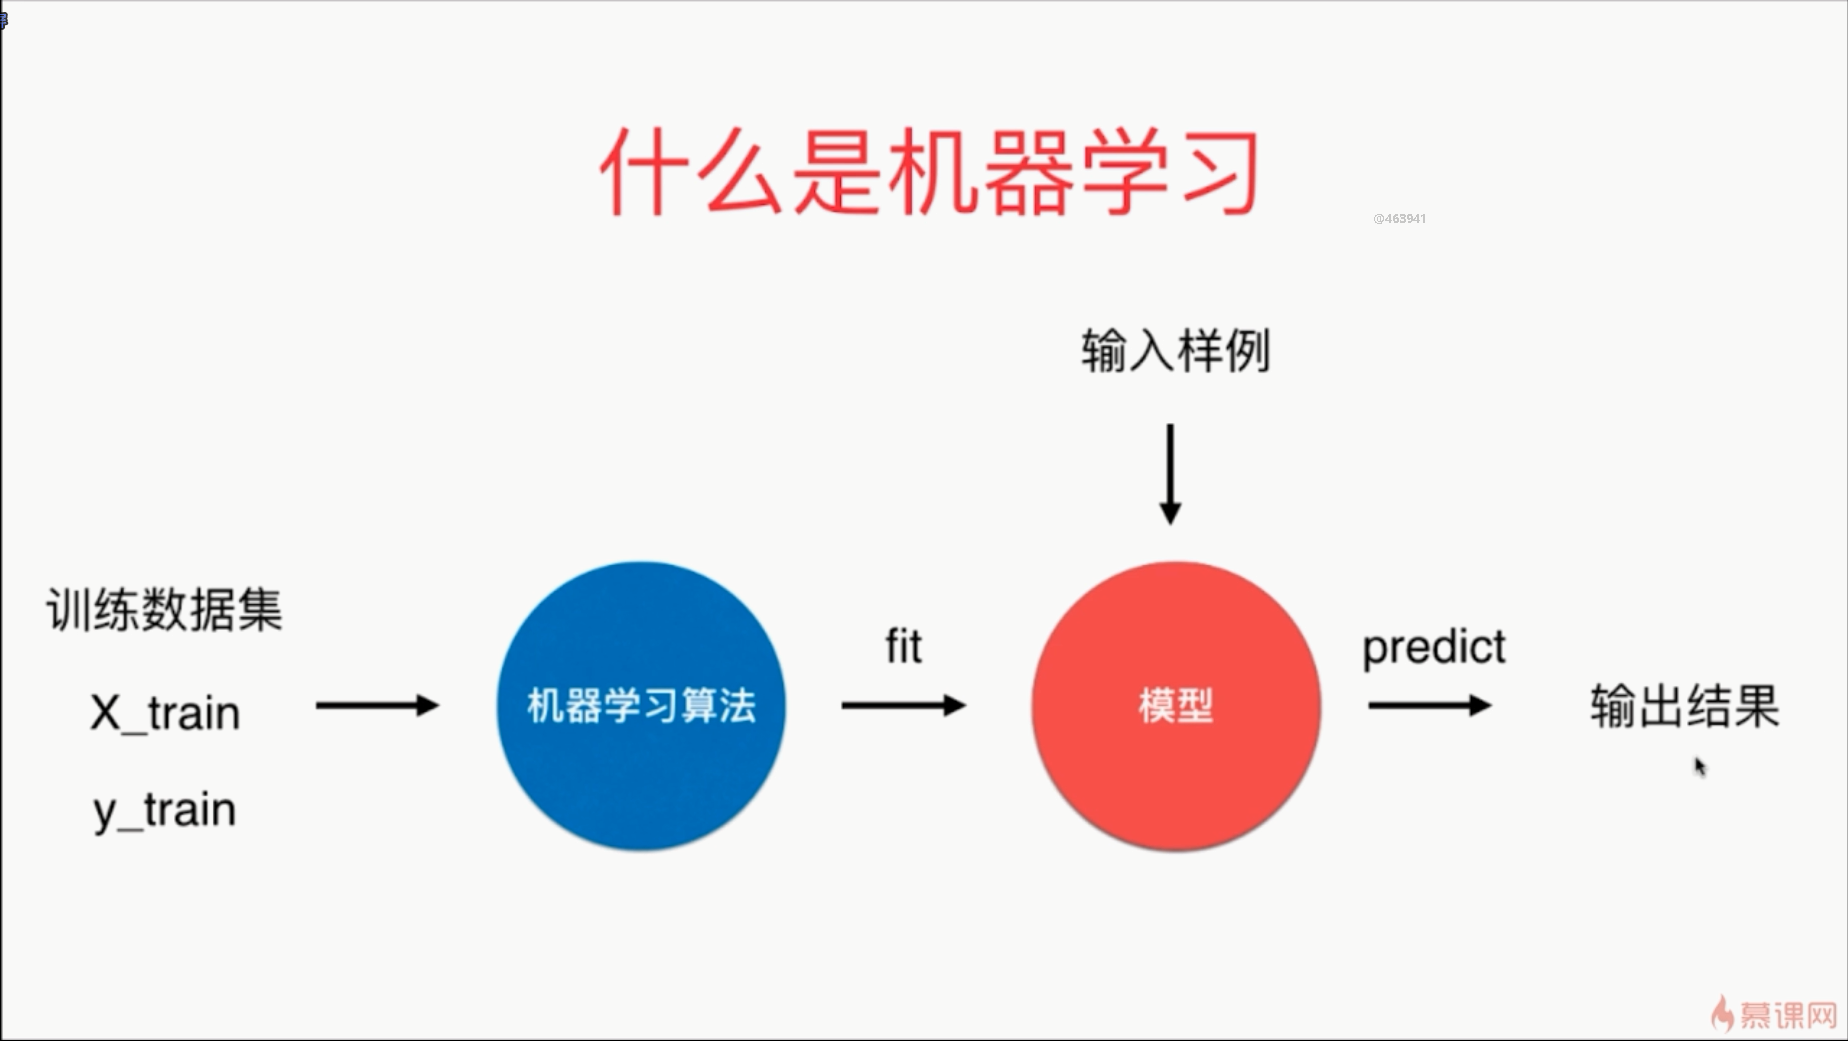 什么是机器学习
@463941
输入样例
训练数据集
X_train
y_train
机器学习算法
fit
模型
predict
输出结果
慕课网